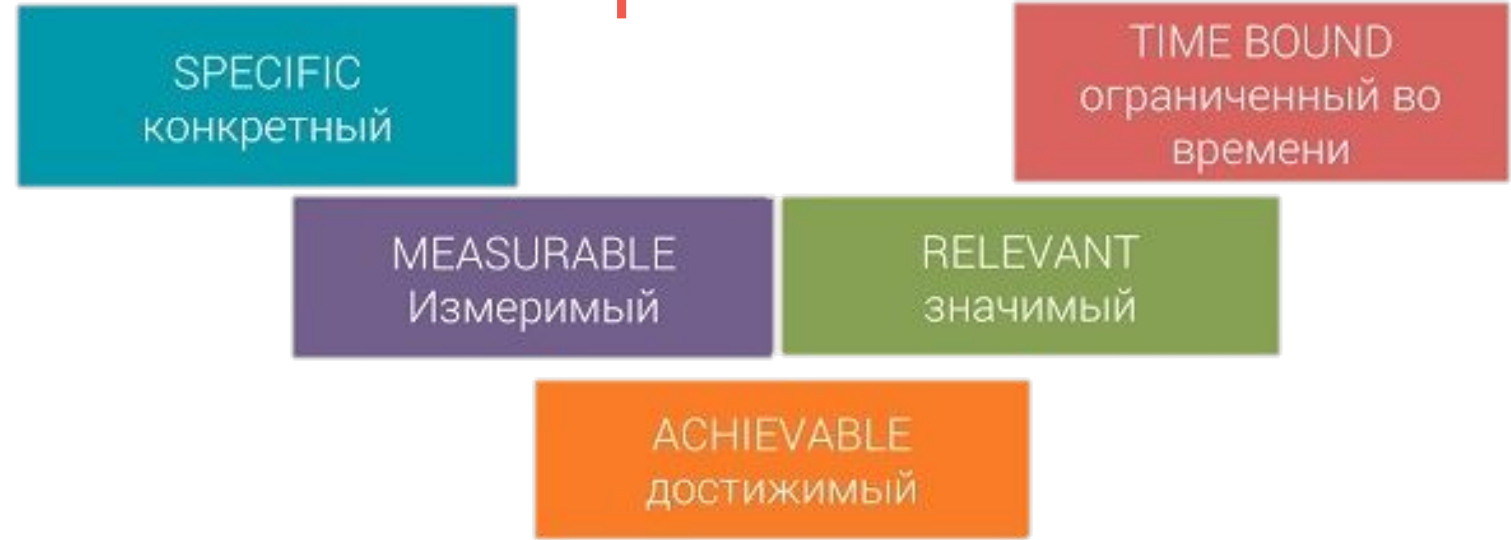 SPECIFIC
конкретный
MEASURABLE
Измеримый
ACHIEVABLE
достижимый
RELEVANT
значимый
TIME BOUND
ограниченный во
времени